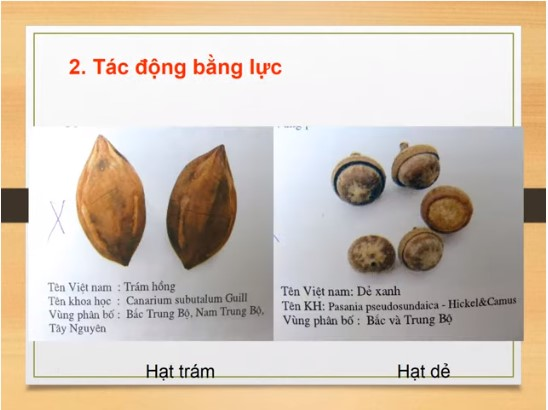 2. Tác động bằng lực
Tên Việt nam : Trám hồng
Tên khoa học : Canarium subutalum Guill
Vùng phân bố : Bắc Trung Bộ, Nam Trung Bộ,
Tây Nguyên
Tên Việt nam: Dẻ xanh
Tên KH: Pasania pseudosundaica - Hickel&Camus
Vùng phân bố : Bắc và Trung Bộ
Hạt trám
Hạt dẻ